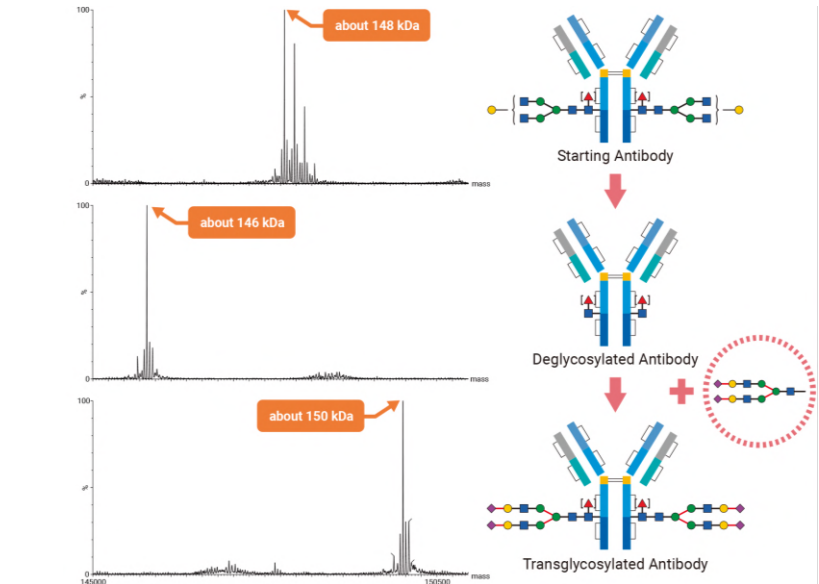 100
about 148 kDa
%
0
mass
Starting Antibody
100
about 146 kDa
%
0
mass
Deglycosylated Antibody
100
about 150 kDa
%
0
mass
145000
150500
Transglycosylated Antibody